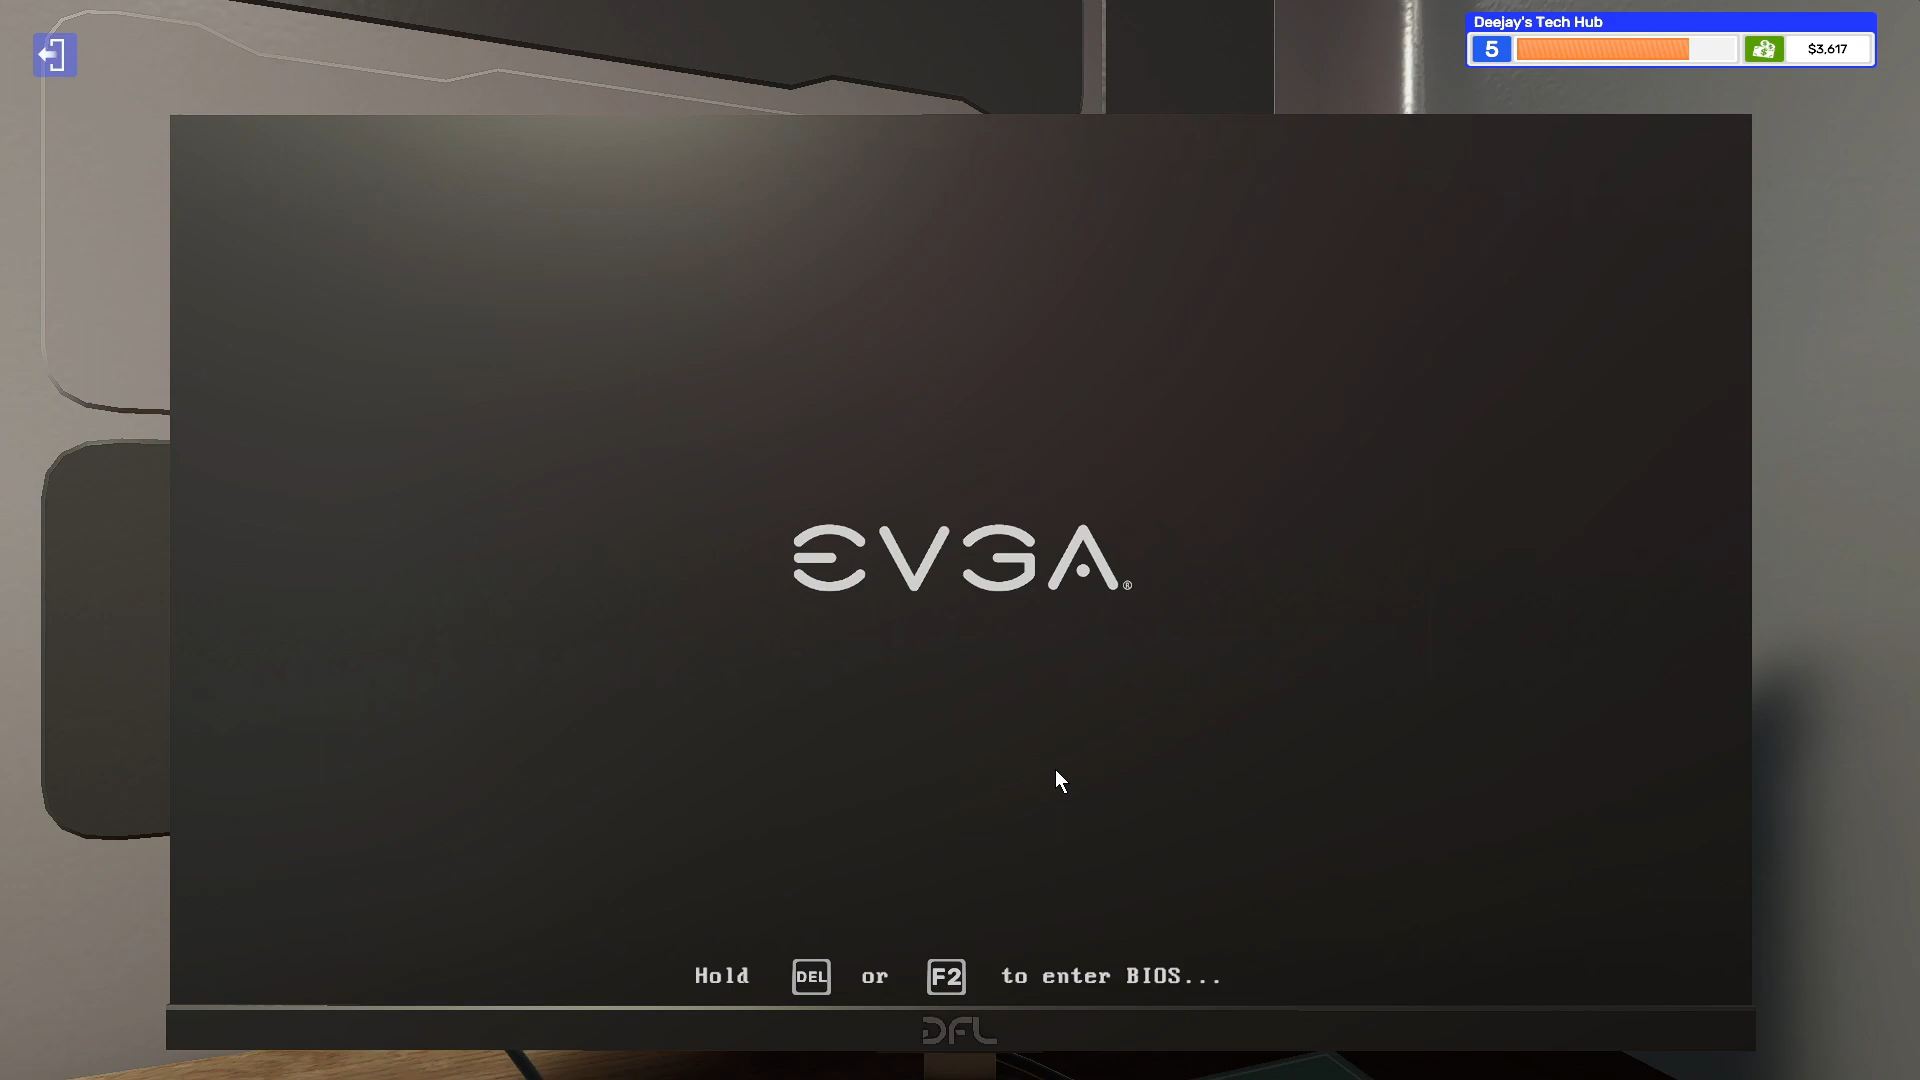 Deejay's Tech Hub
5
$3,617
EVGA®
Hold DEL or F2 to enter BIOS...
DFL